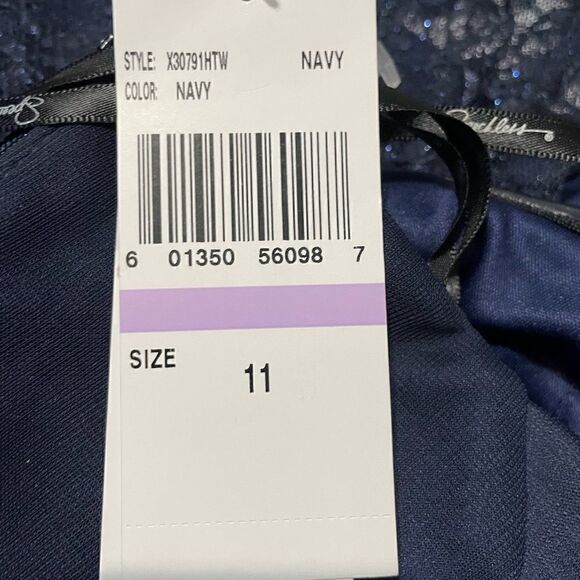 STYLE: X30791HTW NAVY
COLOR: NAVY
6 01350 56098 7
SIZE
11